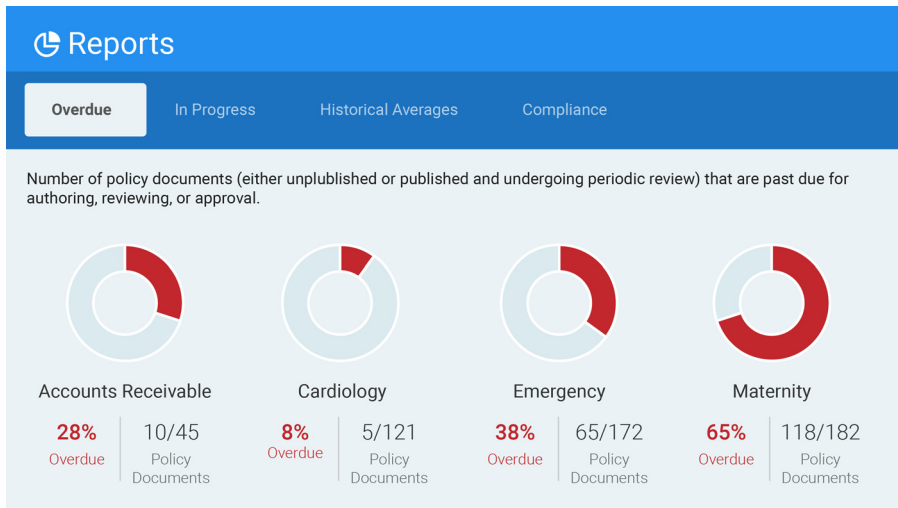 Reports
Overdue
In Progress
Historical Averages
Compliance
Number of policy documents (either unplublished or published and undergoing periodic review) that are past due for
authoring, reviewing, or approval.
Accounts Receivable
28%
Overdue
10/45
Policy
Documents
Cardiology
8%
Overdue
5/121
Policy
Documents
Emergency
38%
Overdue
65/172
Policy
Documents
Maternity
65%
Overdue
118/182
Policy
Documents